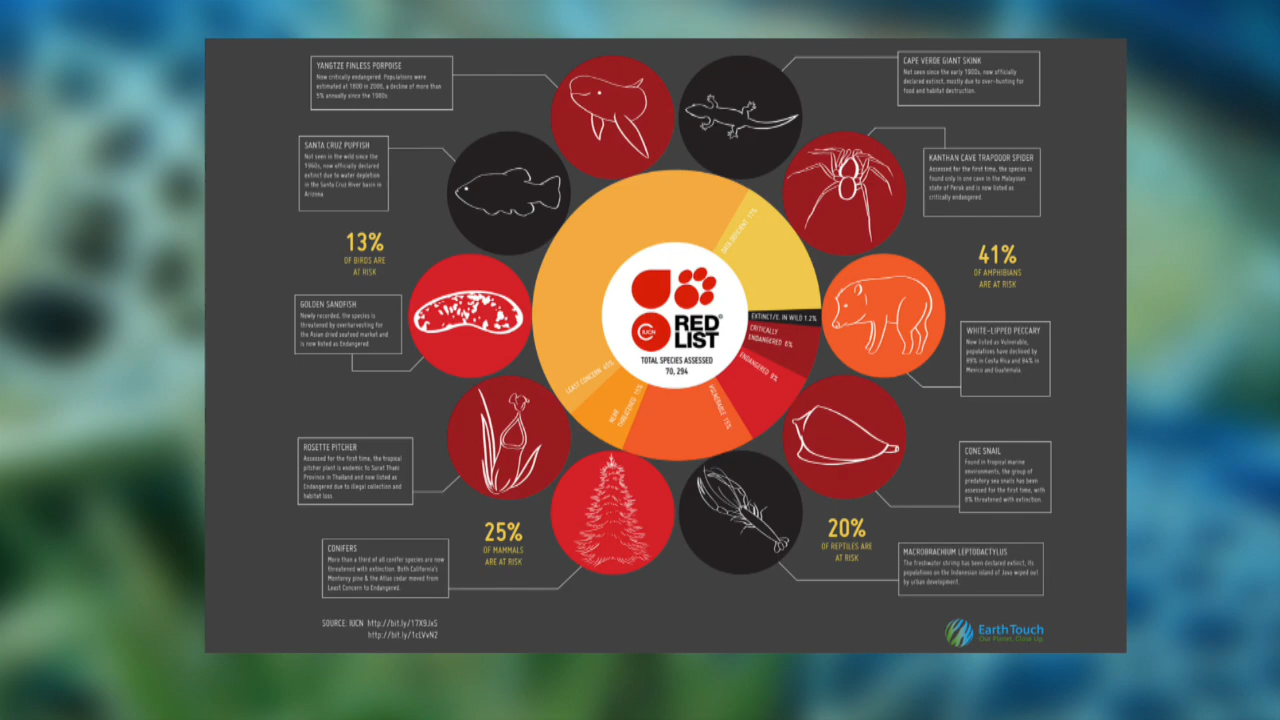 YANGTZE FINLESS PORPOISE
Now critically endangered. Populations were
estimated at 1800 in 2006, a decline of more than
5% annually since the 1980s.
CAPE VERDE GIANT SKINK
Not seen since the early 1900s, now officially
declared extinct, mostly due to over-hunting for
food and habitat destruction.
SANTA CRUZ PUPFISH
Not seen in the wild since the
1960s, now officially declared
extinct due to water depletion
in the Santa Cruz River basin in
Arizona.
KANTHAN CAVE TRAPDOOR SPIDER
Assessed for the first time, the species is
found only in one cave in the Malaysian
state of Perak and is now listed as
critically endangered.
13%
OF BIRDS ARE
AT RISK
41%
OF AMPHIBIANS
ARE AT RISK
DATA DEFICIENT 17%
EXTINCT/E. IN WILD 1.2%
CRITICALLY
ENDANGERED 6%
ENDANGERED 9%
VULNERABLE 15%
NEAR
THREATENED
LEAST CONCERN
IUCN
RED
LIST
TOTAL SPECIES ASSESSED
70, 294
GOLDEN SANDFISH
Newly recorded, the species is
threatened by overharvesting for
the Asian dried seafood market and
is now listed as Endangered
WHITE-LIPPED PECCARY
Now listed as Vulnerable,
populations have declined by
89% in Costa Rica and 84% in
Mexico and Guatemala.
ROSETTE PITCHER
Assessed for the first time, the tropical
pitcher plant is endemic to Surat Thani
Province in Thailand and now listed as
Endangered due to illegal collection and
habitat loss.
CONE SNAIL
Found in tropical marine
environments, the group of
predatory sea snails has been
assessed for the first time, with
8% threatened with extinction.
25%
OF MAMMALS
ARE AT RISK
20%
OF REPTILES ARE
AT RISK
CONIFERS
More than a third of all conifer species are now
threatened with extinction. Both California's
Monterey pine & the Atlas cedar moved from
Least Concern to Endangered.
MACROBRACHIUM LEPTODACTYLUS
The freshwater shrimp has been declared extinct, its
populations on the Indonesian island of Java wiped out
by urban development.
SOURCE: IUCN http://bit.ly/17X9JxS
http://bit.ly/1cLVvN2
EarthTouch
Our Planet, Close Up.